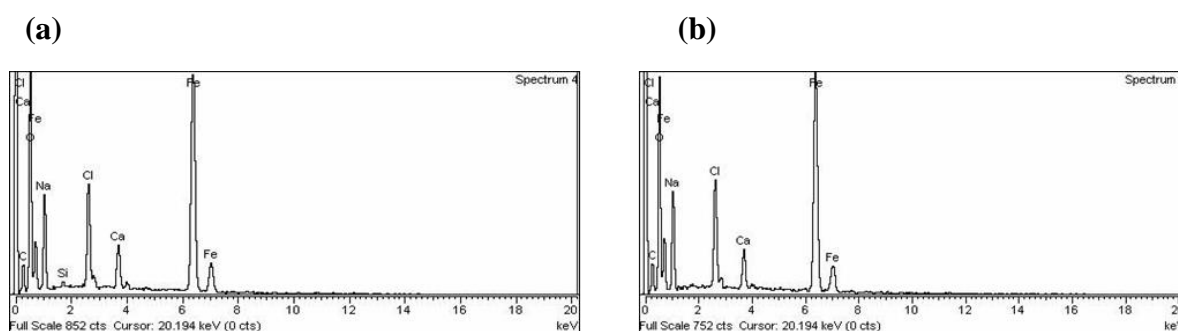 (a)
Spectrum 4
Cl
Ca
Fe
O
Fe
Na
Cl
Ca
C
Si
Fe
0 2 4 6 8 10 12 14 16 18 20
Full Scale 852 cts Cursor: 20.194 keV (0 cts) keV
(b)
Spectrum
Cl
Ca
Fe
O
Fe
Na
Cl
Ca
C
Fe
0 2 4 6 8 10 12 14 16 18 20
Full Scale 752 cts Cursor: 20.194 keV (0 cts) keV